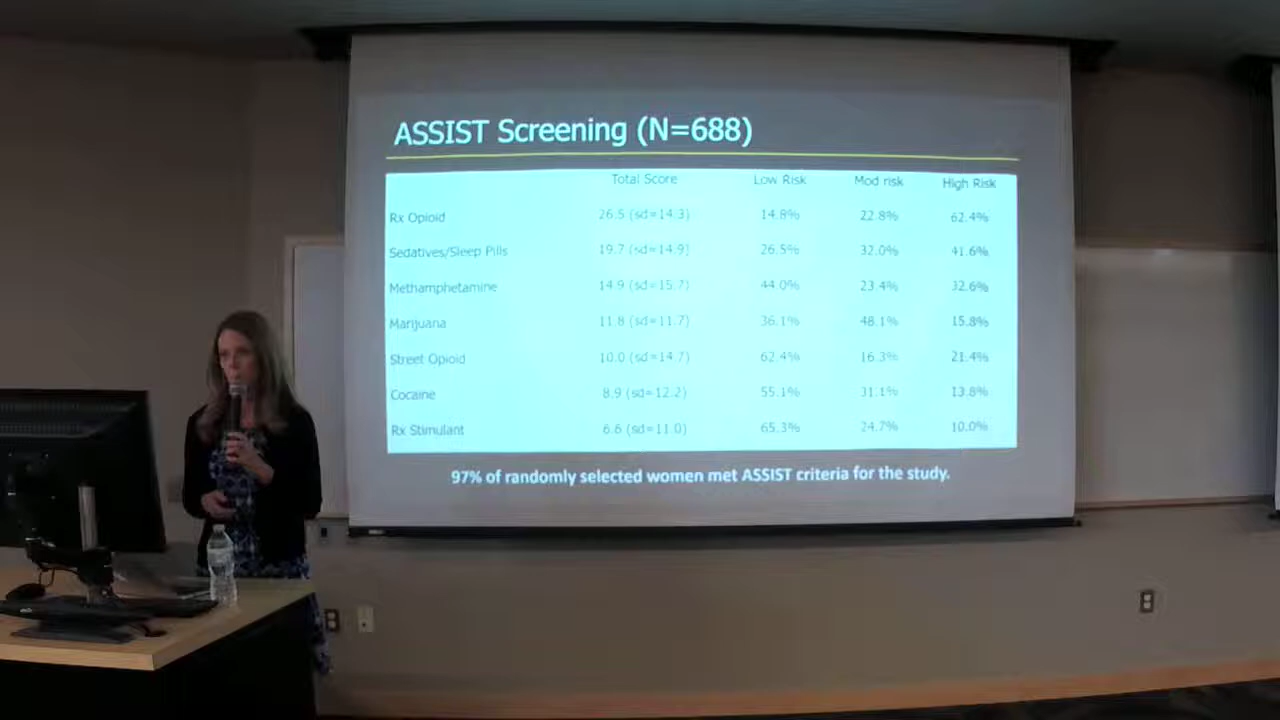 ASSIST Screening (N=688)
Total Score Low Risk Mod risk High Risk
Rx Opioid 26.5 (sd=14.3) 14.8% 22.8% 62.4%
Sedatives/Sleep Pills 19.7 (sd=14.9) 26.5% 32.0% 41.6%
Methamphetamine 14.9 (sd=15.7) 44.0% 23.4% 32.6%
Marijuana 11.8 (sd=11.7) 36.1% 48.1% 15.8%
Street Opioid 10.0 (sd=14.7) 62.4% 16.3% 21.4%
Cocaine 8.9 (sd=12.2) 55.1% 31.1% 13.8%
Rx Stimulant 6.6 (sd=11.0) 65.3% 24.7% 10.0%
97% of randomly selected women met ASSIST criteria for the study.